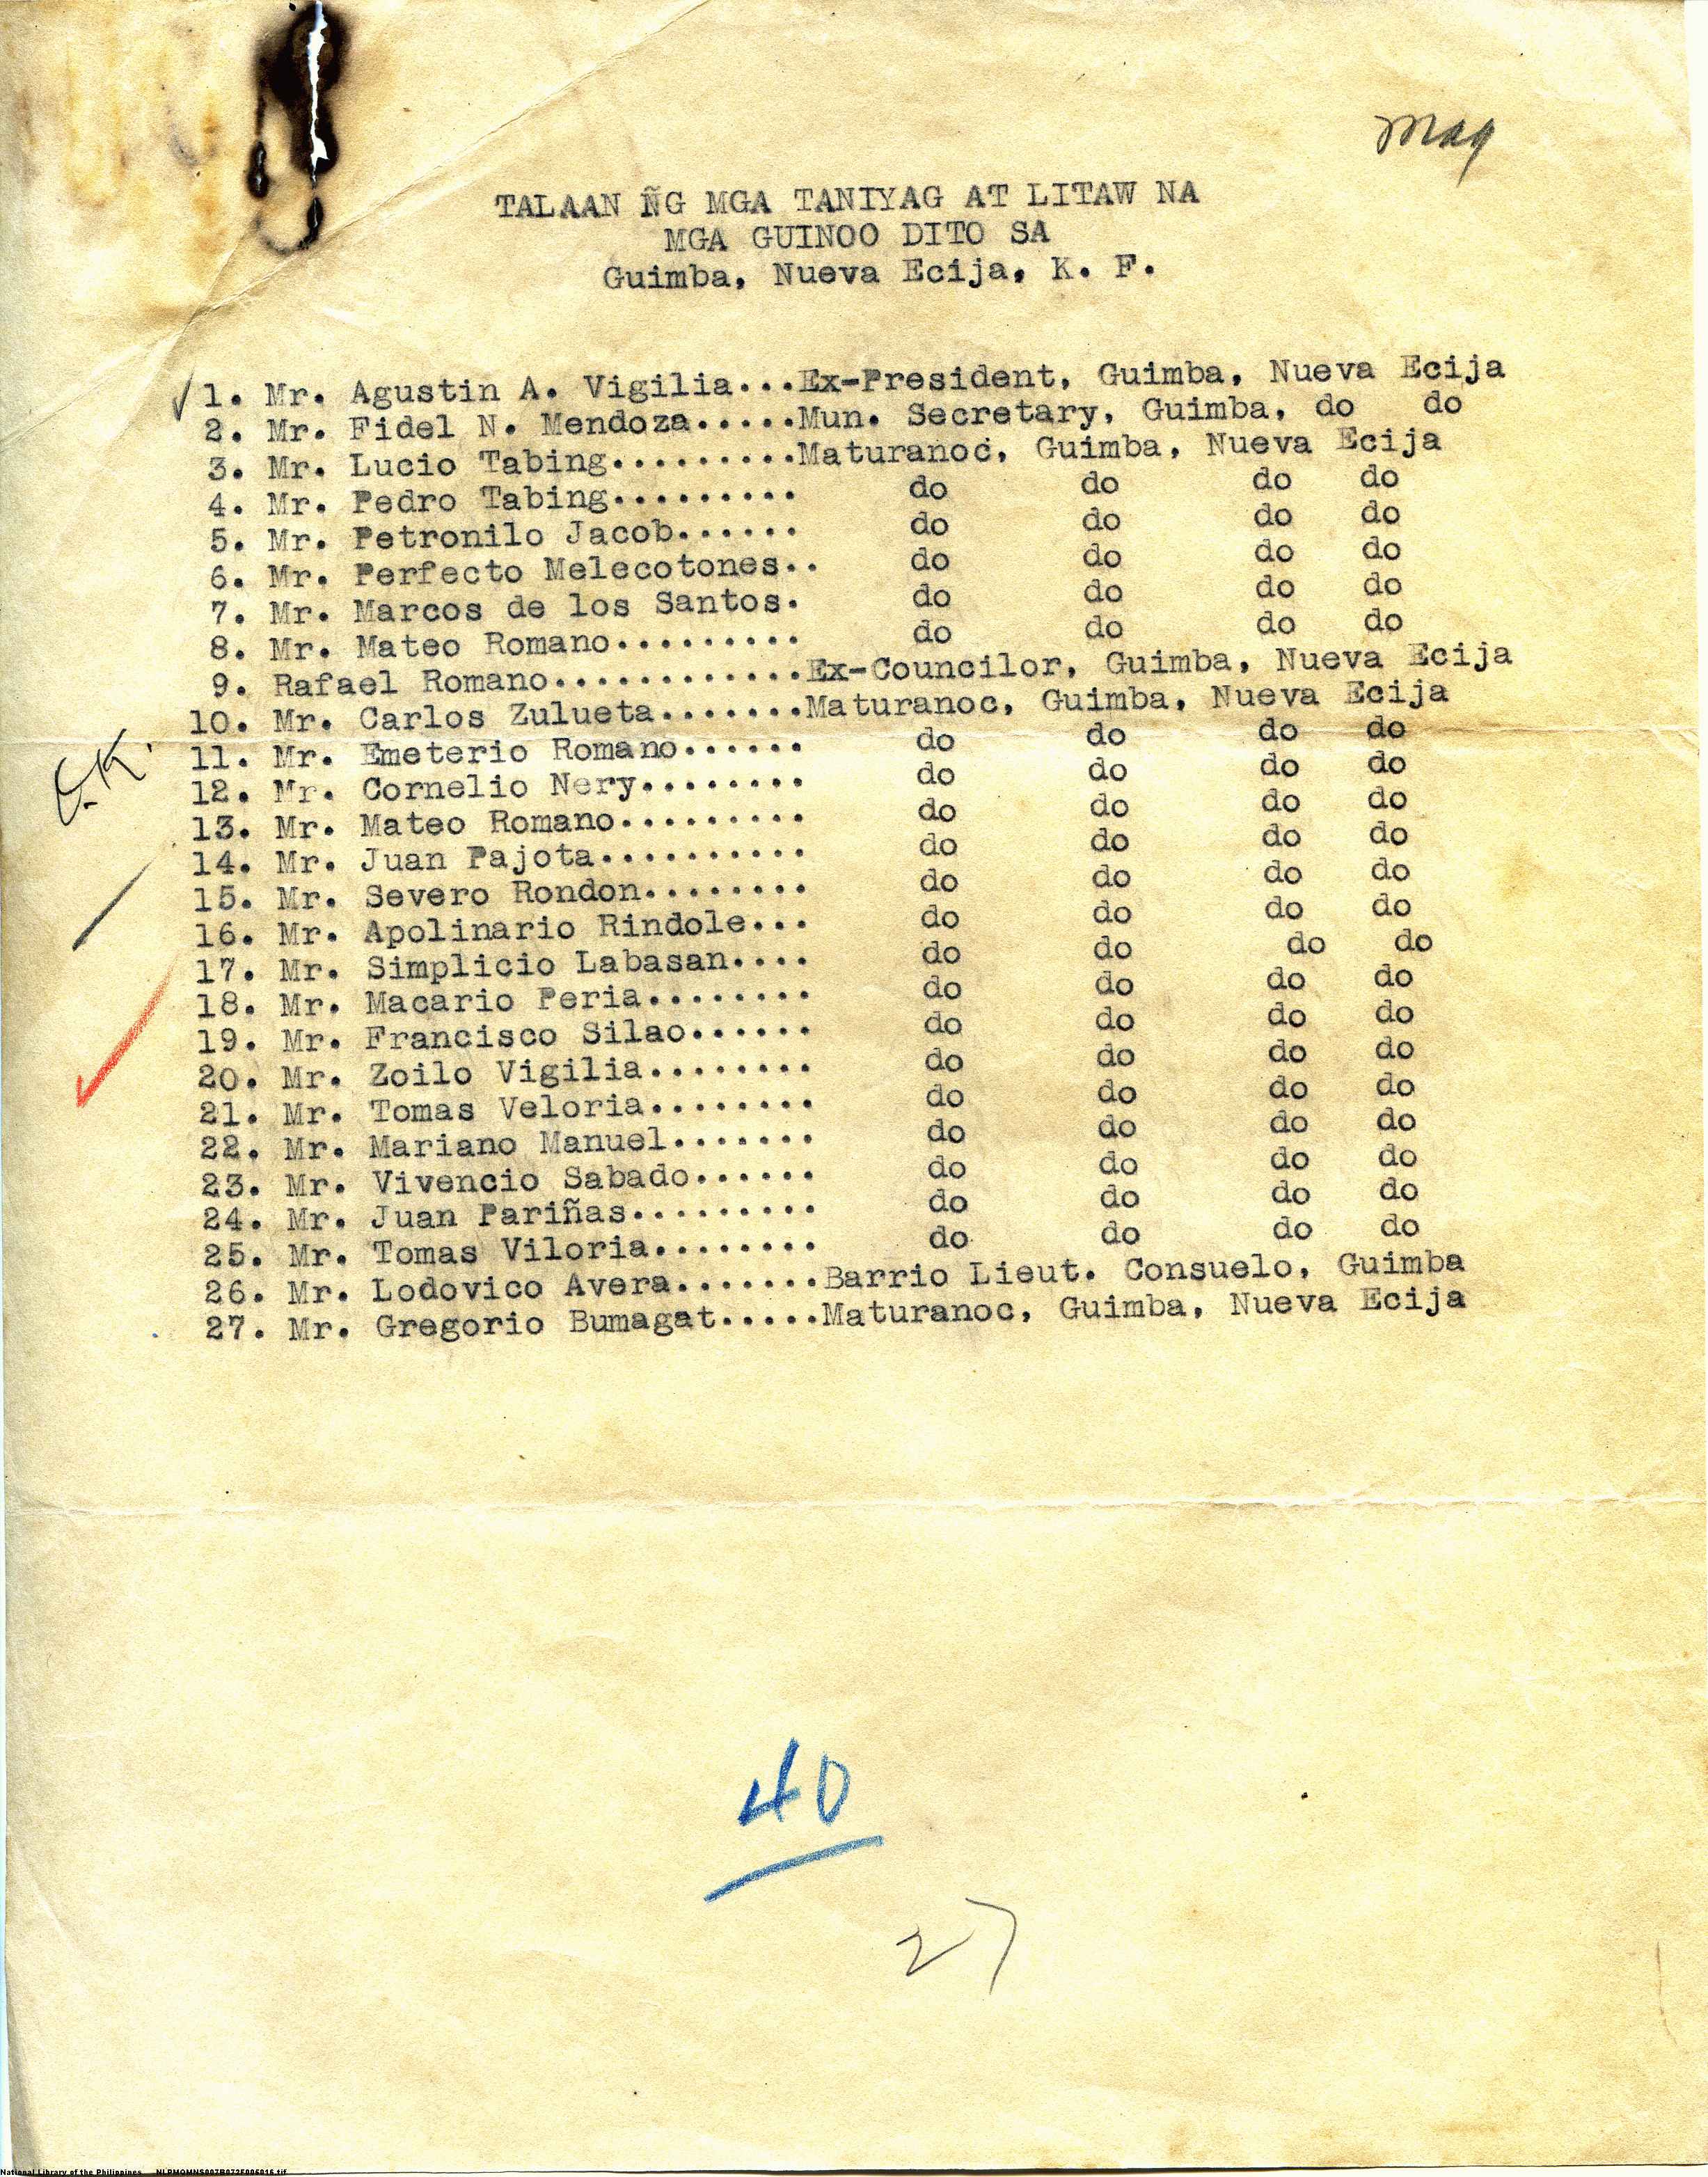 Maq
TALAAN ÑG MGA TANIYAG AT LITAW NA
MGA GUINOO DITO SA
Guimba, Nueva Ecija, K. F.
1. Mr. Agustin A. Vigilia...Ex-President, Guimba, Nueva Ecija
2. Mr. Fidel N. Mendoza.....Mun. Secretary, Guimba, do do
3. Mr. Lucio Tabing.........Maturanoc, Guimba, Nueva Ecija
4. Mr. Pedro Tabing......... do do do do
5. Mr. Petronilo Jacob...... do do do do
6. Mr. Perfecto Melecotones.. do do do do
7. Mr. Marcos de los Santos. do do do do
8. Mr. Mateo Romano......... do do do do
9. Rafael Romano............Ex-Councilor, Guimba, Nueva Ecija
10. Mr. Carlos Zulueta.......Maturanoc, Guimba, Nueva Ecija
11. Mr. Emeterio Romano...... do do do do
12. Mr. Cornelio Nery........ do do do do
13. Mr. Mateo Romano......... do do do do
14. Mr. Juan Pajota.......... do do do do
15. Mr. Severo Rondon........ do do do do
16. Mr. Apolinario Rindole... do do do do
17. Mr. Simplicio Labasan.... do do do do
18. Mr. Macario Peria........ do do do do
19. Mr. Francisco Silao...... do do do do
20. Mr. Zoilo Vigilia........ do do do do
21. Mr. Tomas Veloria........ do do do do
22. Mr. Mariano Manuel....... do do do do
23. Mr. Vivencio Sabado...... do do do do
24. Mr. Juan Pariñas......... do do do do
25. Mr. Tomas Viloria........ do do do do
26. Mr. Lodovico Avera.......Barrio Lieut. Consuelo, Guimba
27. Mr. Gregorio Bumagat.....Maturanoc, Guimba, Nueva Ecija
O.K.
40
27
National Library of the Philippines